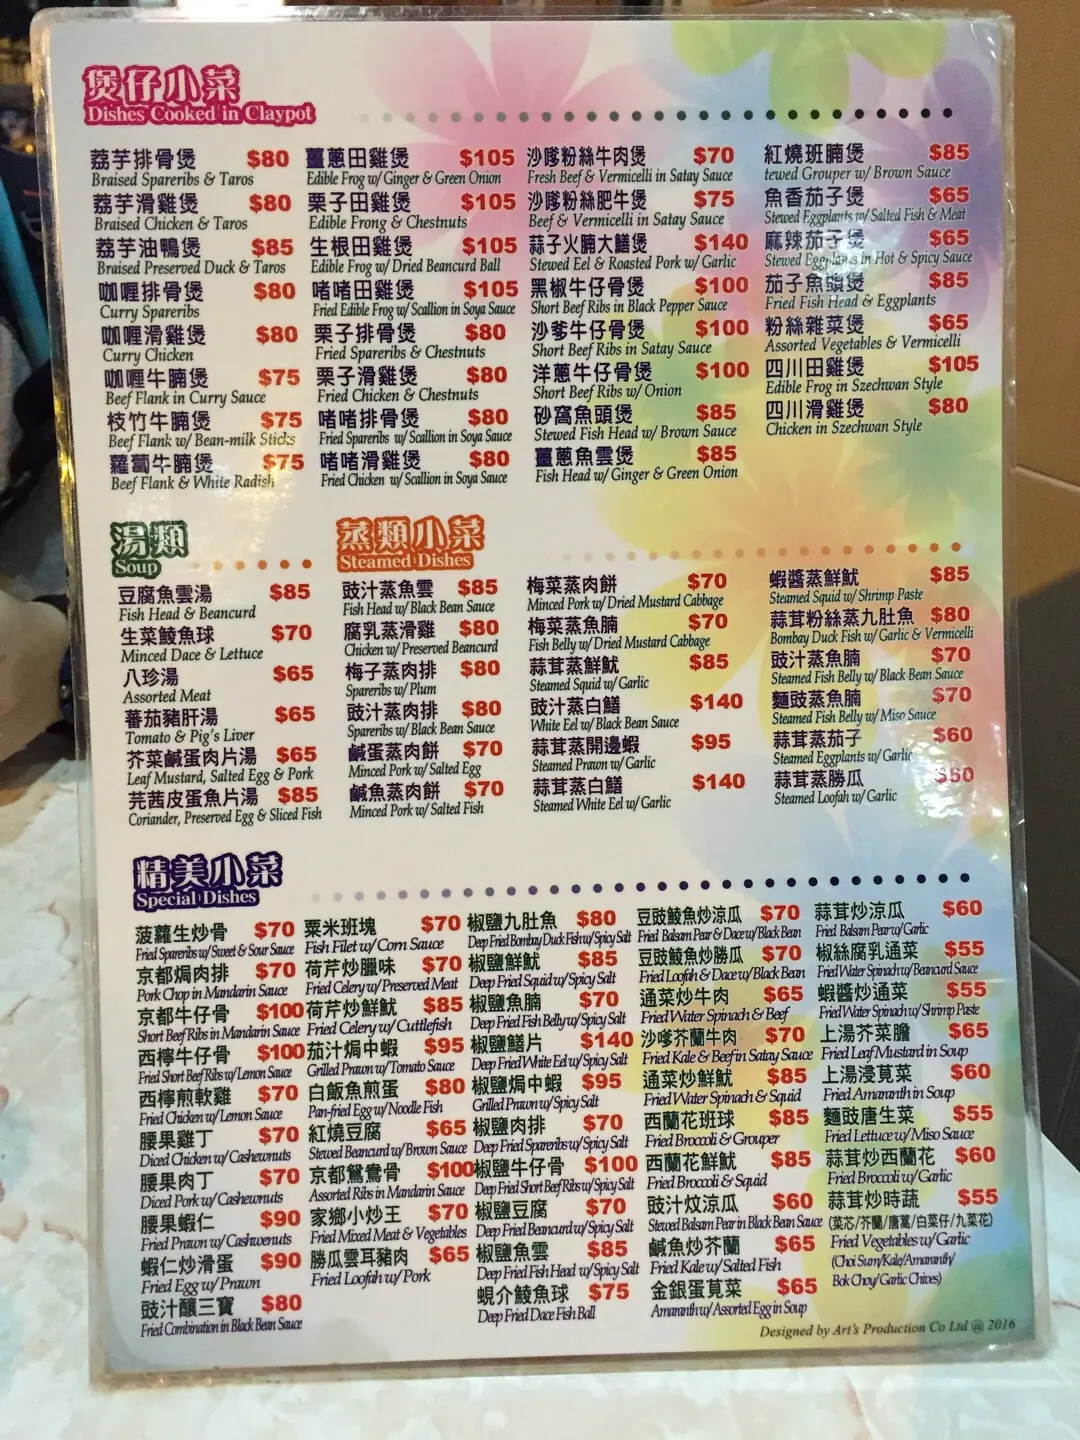 煲仔小菜
Dishes Cooked in Claypot
荔芋排骨煲 $80
Braised Spareribs & Taros
荔芋滑雞煲 $80
Braised Chicken & Taros
荔芋油鴨煲 $85
Braised Preserved Duck & Taros
咖喱排骨煲 $80
Curry Spareribs
咖喱滑雞煲 $80
Curry Chicken
咖喱牛腩煲 $75
Beef Flank in Curry Sauce
枝竹牛腩煲 $75
Beef Flank w/ Bean-milk Sticks
蘿蔔牛腩煲 $75
Beef Flank & White Radish
薑蔥田雞煲 $105
Edible Frog w/ Ginger & Green Onion
栗子田雞煲 $105
Edible Frong & Chestnuts
生根田雞煲 $105
Edible Frog w/ Dried Beancurd Ball
啫啫田雞煲 $105
Fried Edible Frog w/ Scallion in Soya Sauce
栗子排骨煲 $80
Fried Spareribs & Chestnuts
栗子滑雞煲 $80
Fried Chicken & Chestnuts
啫啫排骨煲 $80
Fried Spareribs w/ Scallion in Soya Sauce
啫啫滑雞煲 $80
Fried Chicken w/ Scallion in Soya Sauce
沙嗲粉絲牛肉煲 $70
Fresh Beef & Vermicelli in Satay Sauce
沙嗲粉絲肥牛煲 $75
Beef & Vermicelli in Satay Sauce
蒜子火腩大鱔煲 $140
Stewed Eel & Roasted Pork w/ Garlic
黑椒牛仔骨煲 $100
Short Beef Ribs in Black Pepper Sauce
沙爹牛仔骨煲 $100
Short Beef Ribs in Satay Sauce
洋蔥牛仔骨煲 $100
Short Beef Ribs w/ Onion
砂窩魚頭煲 $85
Stewed Fish Head w/ Brown Sauce
薑蔥魚雲煲 $85
Fish Head w/ Ginger & Green Onion
紅燒班腩煲 $85
tewed Grouper w/ Brown Sauce
魚香茄子煲 $65
Stewed Eggplants w/ Salted Fish & Meat
麻辣茄子煲 $65
Stewed Eggplants in Hot & Spicy Sauce
茄子魚頭煲 $85
Fried Fish Head & Eggplants
粉絲雜菜煲 $65
Assorted Vegetables & Vermicelli
四川田雞煲 $105
Edible Frog in Szechwan Style
四川滑雞煲 $80
Chicken in Szechwan Style
湯類
Soup
豆腐魚雲湯 $85
Fish Head & Beancurd
生菜鯪魚球 $70
Minced Dace & Lettuce
八珍湯 $65
Assorted Meat
蕃茄豬肝湯 $65
Tomato & Pig's Liver
芥菜鹹蛋肉片湯 $65
Leaf Mustard, Salted Egg & Pork
芫茜皮蛋魚片湯 $85
Coriander, Preserved Egg & Sliced Fish
蒸類小菜
Steamed Dishes
豉汁蒸魚雲 $85
Fish Head w/ Black Bean Sauce
腐乳蒸滑雞 $80
Chicken w/ Preserved Beancurd
梅子蒸肉排 $80
Spareribs w/ Plum
豉汁蒸肉排 $80
Spareribs w/ Black Bean Sauce
鹹蛋蒸肉餅 $70
Minced Pork w/ Salted Egg
鹹魚蒸肉餅 $70
Minced Pork w/ Salted Fish
梅菜蒸肉餅 $70
Minced Pork w/ Dried Mustard Cabbage
梅菜蒸魚腩 $70
Fish Belly w/ Dried Mustard Cabbage
蒜茸蒸鮮魷 $85
Steamed Squid w/ Garlic
豉汁蒸白鱔 $140
White Eel w/ Black Bean Sauce
蒜茸蒸開邊蝦 $95
Steamed Prawn w/ Garlic
蒜茸蒸白鱔 $140
Steamed White Eel w/ Garlic
蝦醬蒸鮮魷 $85
Steamed Squid w/ Shrimp Paste
蒜茸粉絲蒸九肚魚 $80
Bombay Duck Fish w/ Garlic & Vermicelli
豉汁蒸魚腩 $70
Steamed Fish Belly w/ Black Bean Sauce
麵豉蒸魚腩 $70
Steamed Fish Belly w/ Miso Sauce
蒜茸蒸茄子 $60
Steamed Eggplants w/ Garlic
蒜茸蒸勝瓜 $50
Steamed Loofah w/ Garlic
精美小菜
Special Dishes
菠蘿生炒骨 $70
Fried Spareribs w/ Sweet & Sour Sauce
京都焗肉排 $70
Pork Chop in Mandarin Sauce
京都牛仔骨 $100
Short Beef Ribs in Mandarin Sauce
西檸牛仔骨 $100
Fried Short Beef Ribs w/ Lemon Sauce
西檸煎軟雞 $70
Fried Chicken w/ Lemon Sauce
腰果雞丁 $70
Diced Chicken w/ Cashewnuts
腰果肉丁 $70
Diced Pork w/ Cashewnuts
腰果蝦仁 $90
Fried Prawn w/ Cashwenuts
蝦仁炒滑蛋 $90
Fried Egg w/ Prawn
豉汁釀三寶 $80
Fried Combination in Black Bean Sauce
粟米班塊 $70
Fish Filet w/ Corn Sauce
荷芹炒臘味 $70
Fried Celery w/ Preserved Meat
荷芹炒鮮魷 $85
Fried Celery w/ Cuttlefish
茄汁焗中蝦 $95
Grilled Prawn w/ Tomato Sauce
白飯魚煎蛋 $80
Pan-fried Egg w/ Noodle Fish
紅燒豆腐 $65
Stewed Beancurd w/ Brown Sauce
京都鴛鴦骨 $100
Assorted Ribs in Mandarin Sauce
家鄉小炒王 $70
Fried Mixed Meat & Vegetables
勝瓜雲耳豬肉 $65
Fried Loofah w/ Pork
椒鹽九肚魚 $80
Deep Fried Bombay Duck Fish w/ Spicy Salt
椒鹽鮮魷 $85
Deep Fried Squid w/ Spicy Salt
椒鹽魚腩 $70
Deep Fried Fish Belly w/ Spicy Salt
椒鹽鱔片 $140
Deep Fried White Eel w/ Spicy Salt
椒鹽焗中蝦 $95
Grilled Prawn w/ Spicy Salt
椒鹽肉排 $70
Deep Fried Spareribs w/ Spicy Salt
椒鹽牛仔骨 $100
Deep Fried Short Beef Ribs w/ Spicy Salt
椒鹽豆腐 $70
Deep Fried Beancurd w/ Spicy Salt
椒鹽魚雲 $85
Deep Fried Fish Head w/ Spicy Salt
蜆介鯪魚球 $75
Deep Fried Dace Fish Ball
豆豉鯪魚炒涼瓜 $70
Fried Balsam Pear & Dace w/ Black Bean
豆豉鯪魚炒勝瓜 $70
Fried Loofah & Dace w/ Black Bean
通菜炒牛肉 $65
Fried Water Spinach & Beef
沙嗲芥蘭牛肉 $70
Fried Kale & Beef in Satay Sauce
通菜炒鮮魷 $85
Fried Water Spinach & Squid
西蘭花班球 $85
Fried Broccoli & Grouper
西蘭花鮮魷 $85
Fried Broccoli & Squid
豉汁炆涼瓜 $60
Stewed Balsam Pear in Black Bean Sauce
鹹魚炒芥蘭 $65
Fried Kale w/ Salted Fish
金銀蛋莧菜 $65
Amaranth w/ Assorted Egg in Soup
蒜茸炒涼瓜 $60
Fried Balsam Pear w/ Garlic
椒絲腐乳通菜 $55
Fried Water Spinach w/ Beancurd Sauce
蝦醬炒通菜 $55
Fried Water Spinach w/ Shrimp Paste
上湯芥菜膽 $65
Fried Leaf Mustard in Soup
上湯浸莧菜 $60
Fried Amaranth in Soup
麵豉唐生菜 $55
Fried Lettuce w/ Miso Sauce
蒜茸炒西蘭花 $60
Fried Broccoli w/ Garlic
蒜茸炒時蔬 $55
(菜芯/芥蘭/唐蒿/白菜仔/九菜花)
Fried Vegetables w/ Garlic
(Choi Sum/Kale/Amaranth/
Bok Choy/Garlic Chives)
Designed by Art's Production Co Ltd @ 2016